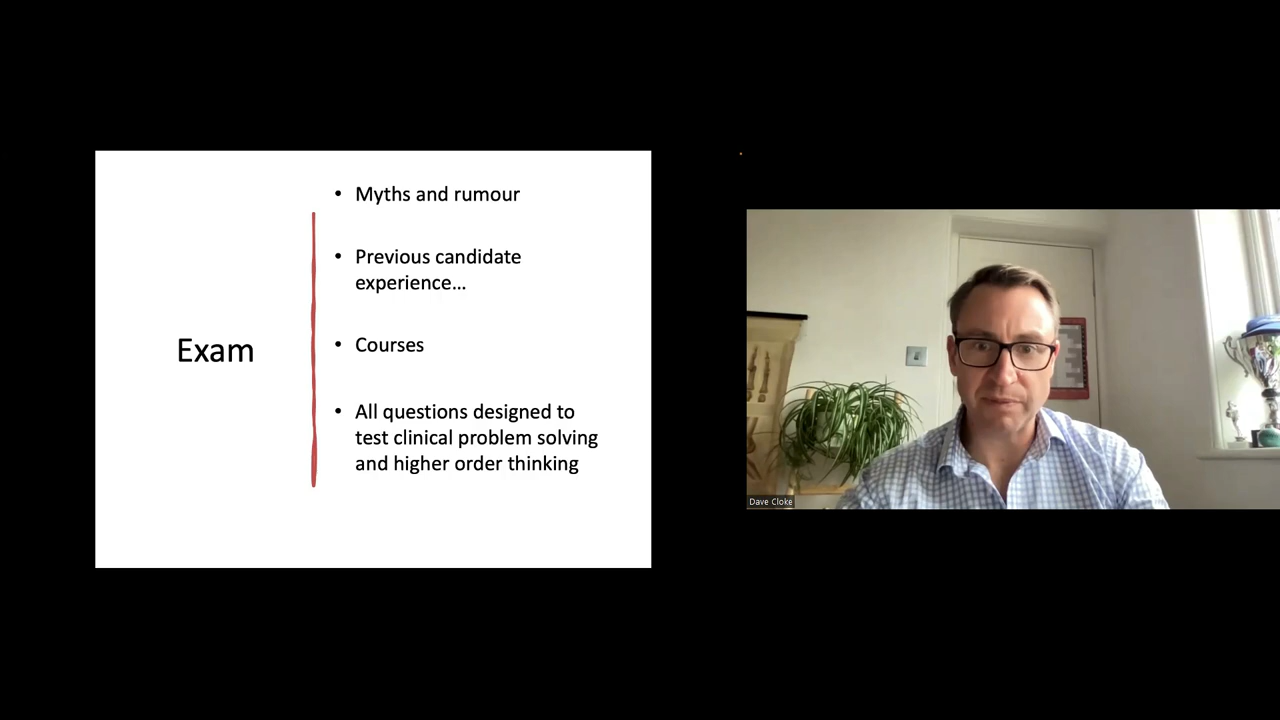 Exam
• Myths and rumour
• Previous candidate
experience…
• Courses
• All questions designed to
test clinical problem solving
and higher order thinking
Dave Cloke